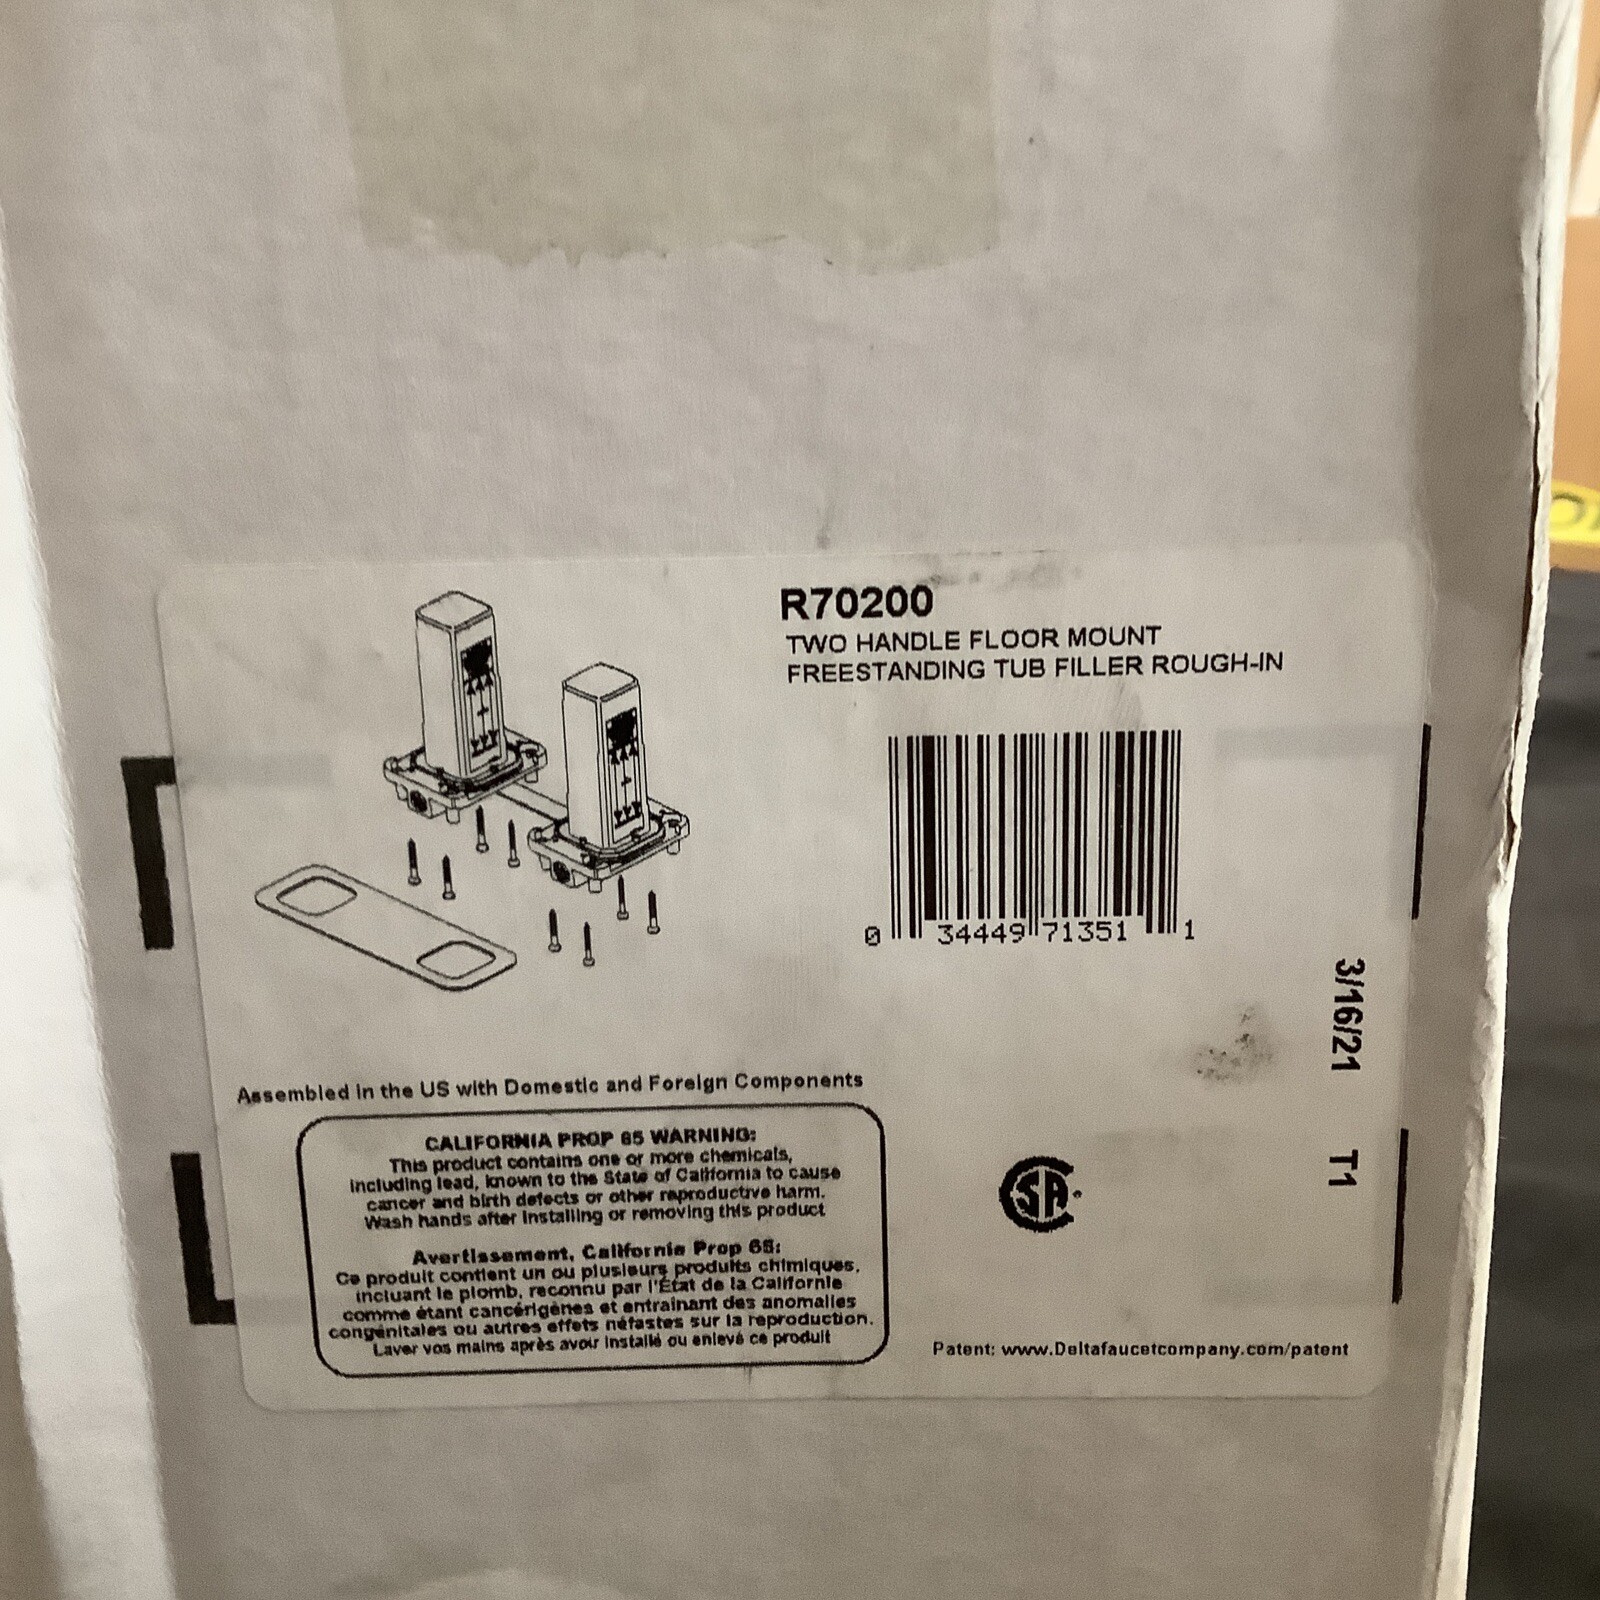 R70200
TWO HANDLE FLOOR MOUNT
FREESTANDING TUB FILLER ROUGH-IN
0 34449 71351 1
3/16/21 T1
Assembled in the US with Domestic and Foreign Components
CALIFORNIA PROP 65 WARNING:
This product contains one or more chemicals,
including lead, known to the State of California to cause
cancer and birth defects or other reproductive harm.
Wash hands after installing or removing this product
Avertissement, California Prop 65:
Ce produit contient un ou plusieurs produits chimiques,
incluant le plomb, reconnu par l'État de la Californie
comme étant cancérigènes et entraînant des anomalies
congénitales ou autres effets néfastes sur la reproduction.
Laver vos mains après avoir installé ou enlevé ce produit
CSA
Patent: www.Deltafaucetcompany.com/patent